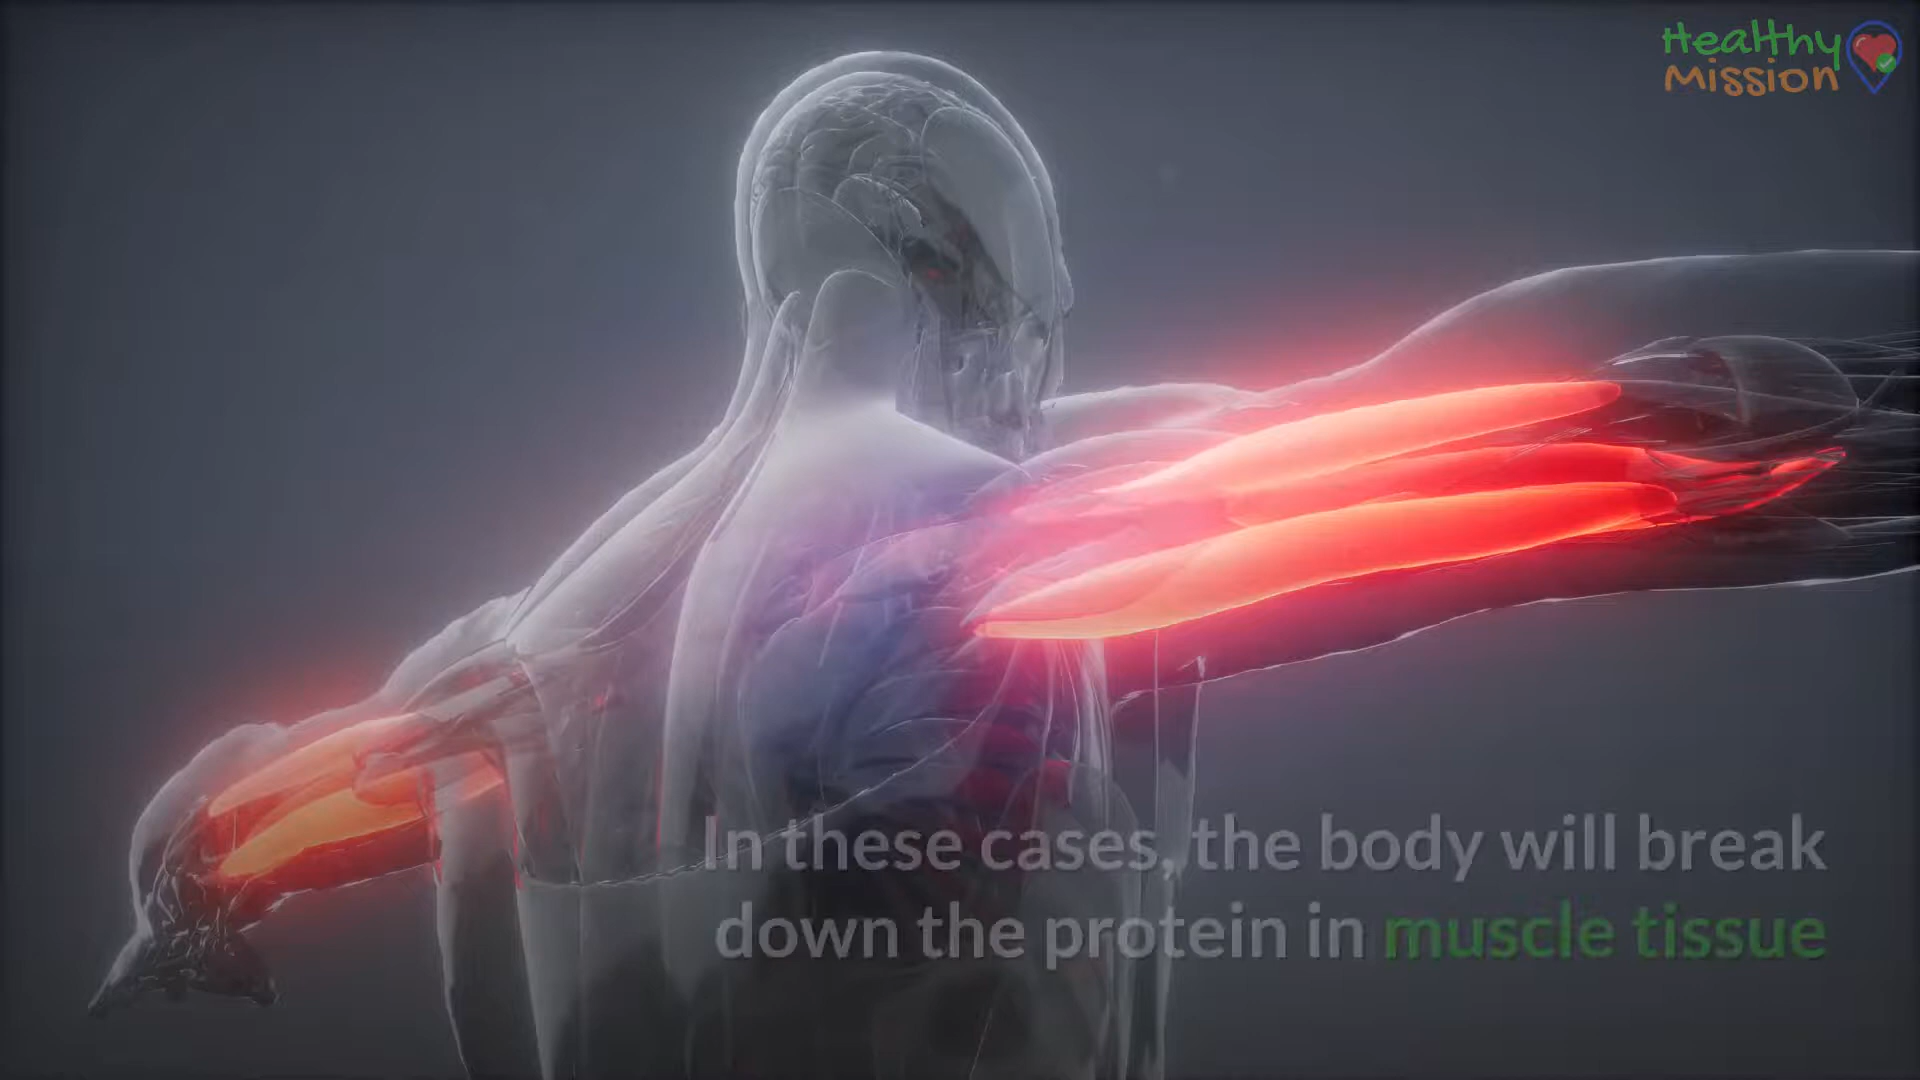 Healthy
Mission
In these cases, the body will break
down the protein in muscle tissue